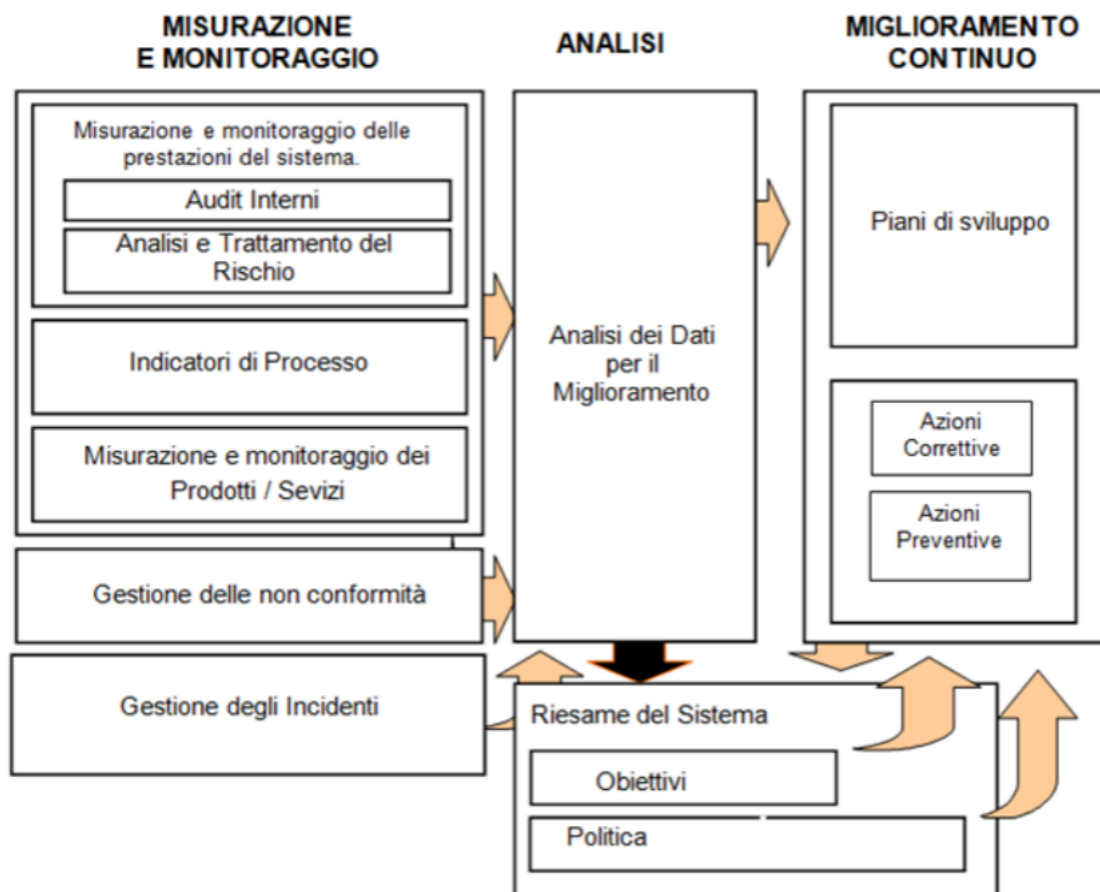 MISURAZIONE
E MONITORAGGIO
ANALISI
MIGLIORAMENTO
CONTINUO
Misurazione e monitoraggio delle
prestazioni del sistema.
Audit Interni
Analisi e Trattamento del
Rischio
Indicatori di Processo
Misurazione e monitoraggio dei
Prodotti / Sevizi
Gestione delle non conformità
Gestione degli Incidenti
Analisi dei Dati
per il
Miglioramento
Piani di sviluppo
Azioni
Correttive
Azioni
Preventive
Riesame del Sistema
Obiettivi
Politica